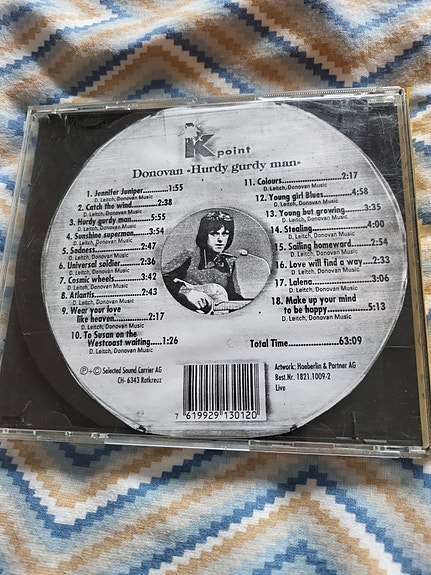 K point
Donovan «Hurdy gurdy man»
1. Jennifer Juniper............1:55
D. Leitch, Donovan Music
2. Catch the wind...............2:38
D. Leitch, Donovan Music
3. Hurdy gurdy man............5:55
D. Leitch, Donovan Music
4. Sunshine superman...........3:54
D. Leitch, Donovan Music
5. Sadness................2:47
D. Leitch, Donovan Music
6. Universal soldier.........2:36
7. Cosmic wheels............3:42
D. Leitch, Donovan Music
8. Atlantis...............2:43
D. Leitch, Donovan Music
9. Wear your love
like heaven............2:17
D. Leitch, Donovan Music
10. To Susan on the
Westcoast waiting.......1:26
D. Leitch, Donovan Music
11. Colours...............2:17
D. Leitch, Donovan Music
12. Young girl Blues............4:58
D. Leitch, Donovan Music
13. Young but growing.........3:35
14. Stealing.................4:00
D. Leitch, Donovan Music
15. Sailing homeward.........2:54
D. Leitch, Donovan Music
16. Love will find a way.......2:33
D. Leitch, Donovan Music
17. Lalena.................3:06
D. Leitch, Donovan Music
18. Make up your mind
to be happy...............5:13
D. Leitch, Donovan Music
Total Time...............63:09
℗+© Selected Sound Carrier AG
CH- 6343 Rotkreuz
Artwork: Hoeberlin & Partner AG
Best.Nr. 1821.1009-2
Live
7 619929 130120